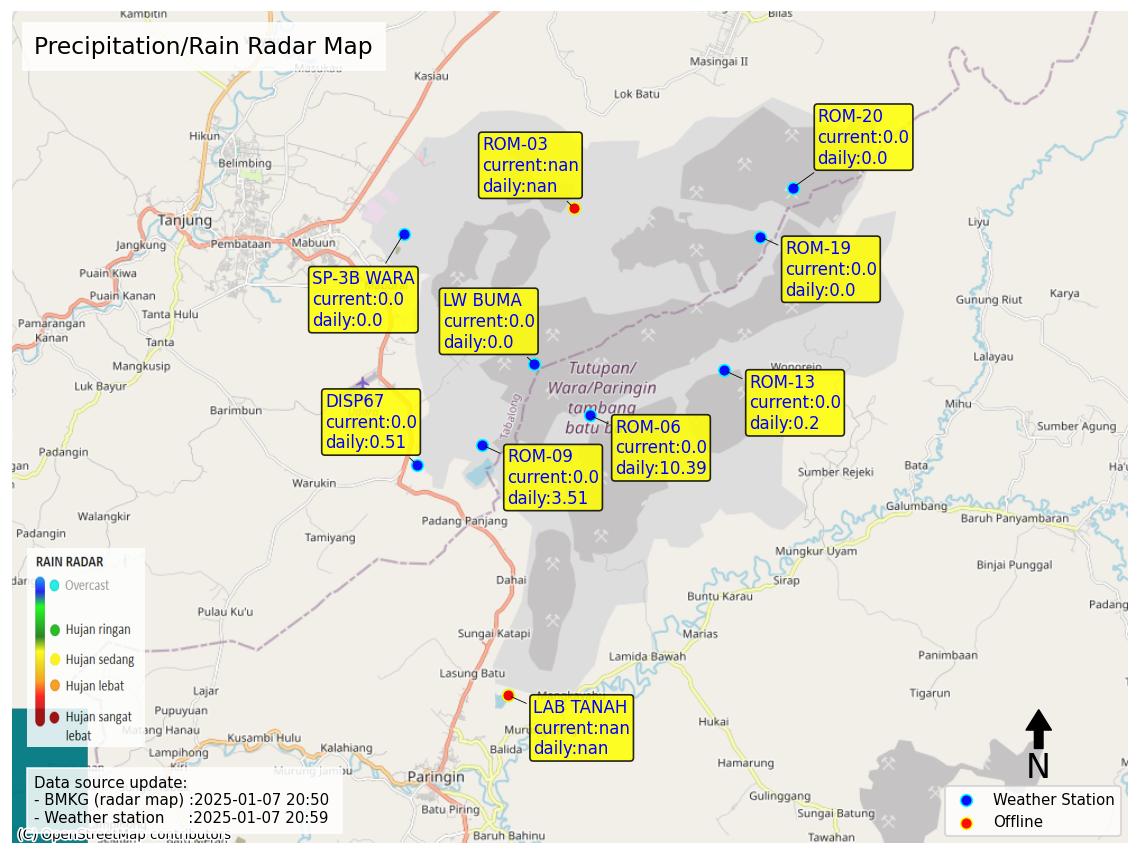 Precipitation/Rain Radar Map
Kambitin
Bilas
Masingai II
Kasiau
Lok Batu
Hikun
Belimbing
Tanjung
Jangkung
Pembataan
Mabuun
Puain Kiwa
Puain Kanan
Tanta Hulu
Pamarangan
Kanan
Tanta
Mangkusip
Luk Bayur
Barimbun
Padangin
Warukin
Walangkir
Padangin
Tamiyang
Padang Panjang
Dahai
Pulau Ku'u
Sungai Katapi
Lasung Batu
Lajar
Pupuyuan
Matang Hanau
Kusambi Hulu
Lampihong
Kalahiang
Murung Jambu
Paringin
Balida
Batu Piring
Baruh Bahinu
Liyu
Gunung Riut
Karya
Lalayau
Mihu
Sumber Agung
Wonorejo
Sumber Rejeki
Bata
Galumbang
Baruh Panyambaran
Mungkur Uyam
Binjai Punggal
Sirap
Buntu Karau
Marias
Lamida Bawah
Panimbaan
Tigarun
Hukai
Hamarung
Gulinggang
Sungai Batung
Tawahan
Padang
Tabalong
Tutupan/
Wara/Paringin
tambang
batu b
ROM-03
current:nan
daily:nan
ROM-20
current:0.0
daily:0.0
ROM-19
current:0.0
daily:0.0
SP-3B WARA
current:0.0
daily:0.0
LW BUMA
current:0.0
daily:0.0
ROM-13
current:0.0
daily:0.2
DISP67
current:0.0
daily:0.51
ROM-06
current:0.0
daily:10.39
ROM-09
current:0.0
daily:3.51
LAB TANAH
current:nan
daily:nan
RAIN RADAR
Overcast
Hujan ringan
Hujan sedang
Hujan lebat
Hujan sangat
lebat
Data source update:
- BMKG (radar map) :2025-01-07 20:50
- Weather station :2025-01-07 20:59
(C) OpenStreetMap contributors
N
Weather Station
Offline